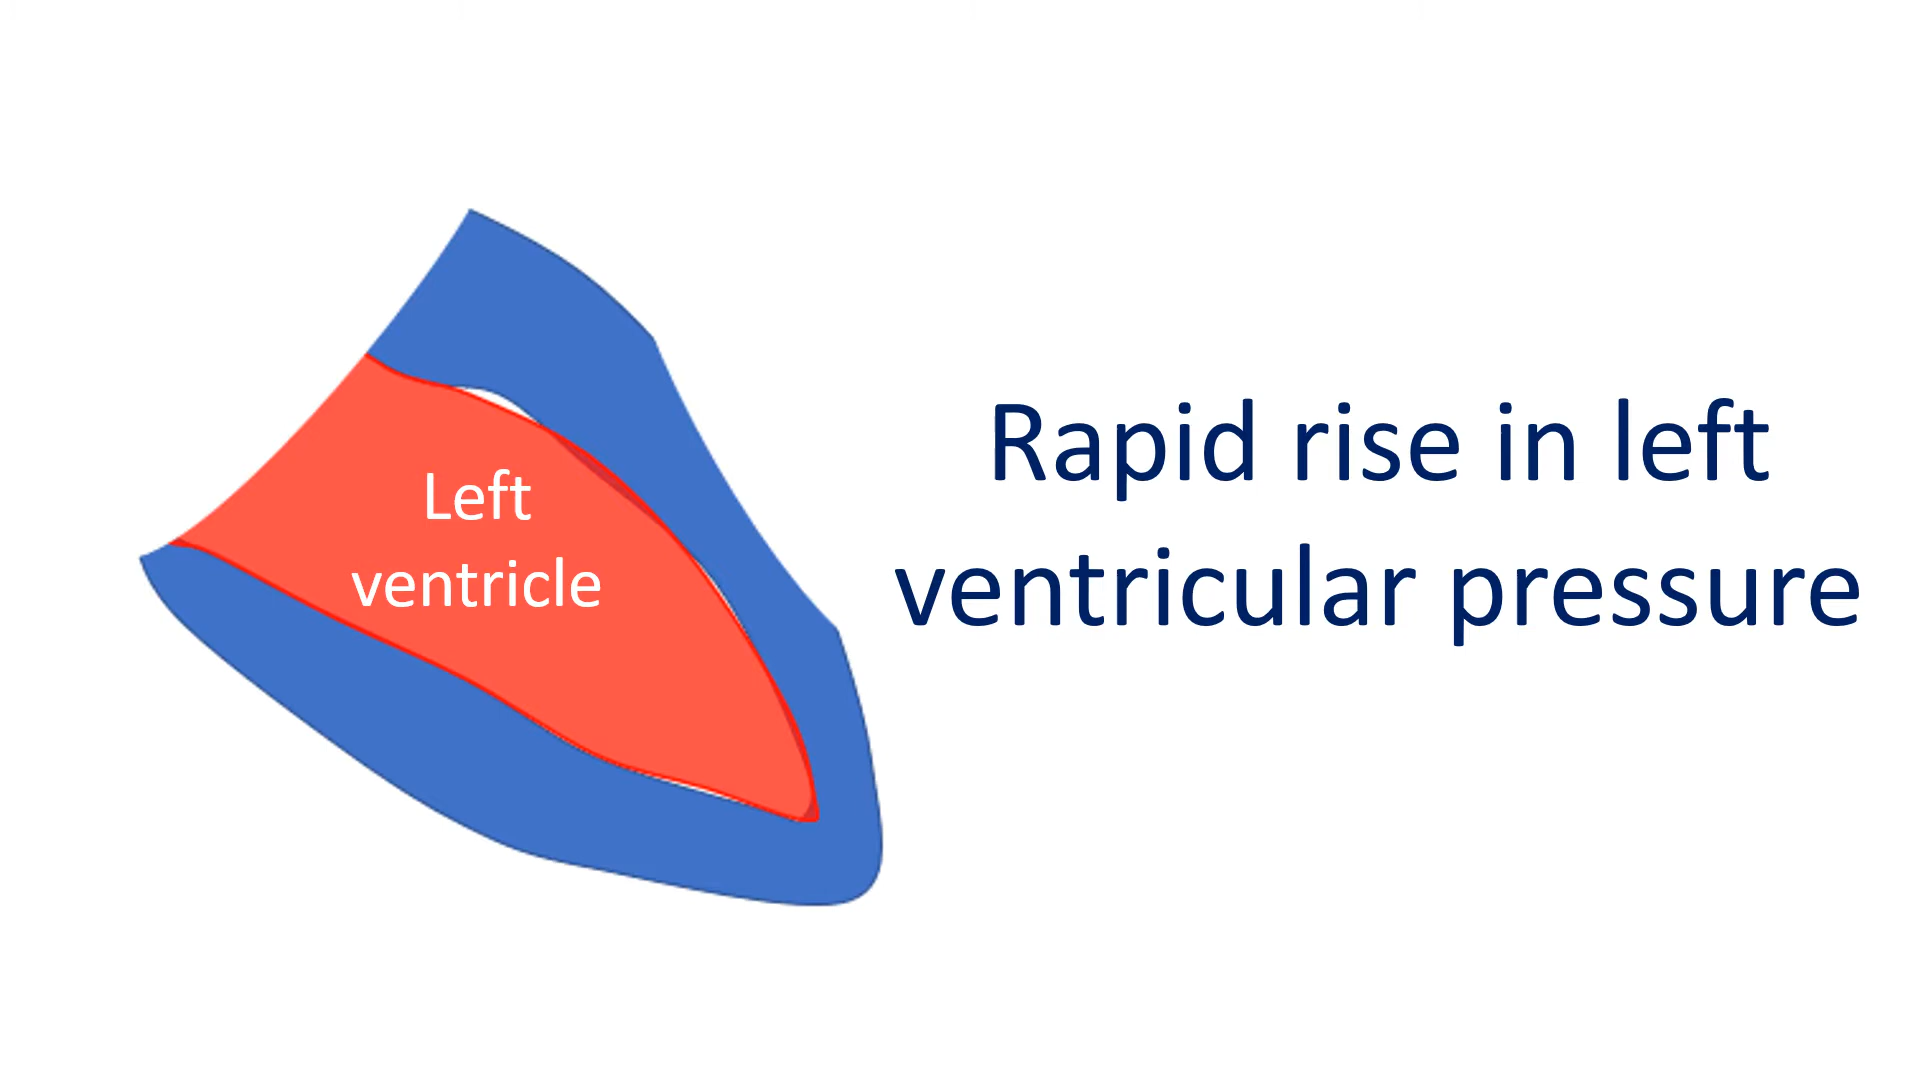 Left
ventricle
Rapid rise in left
ventricular pressure